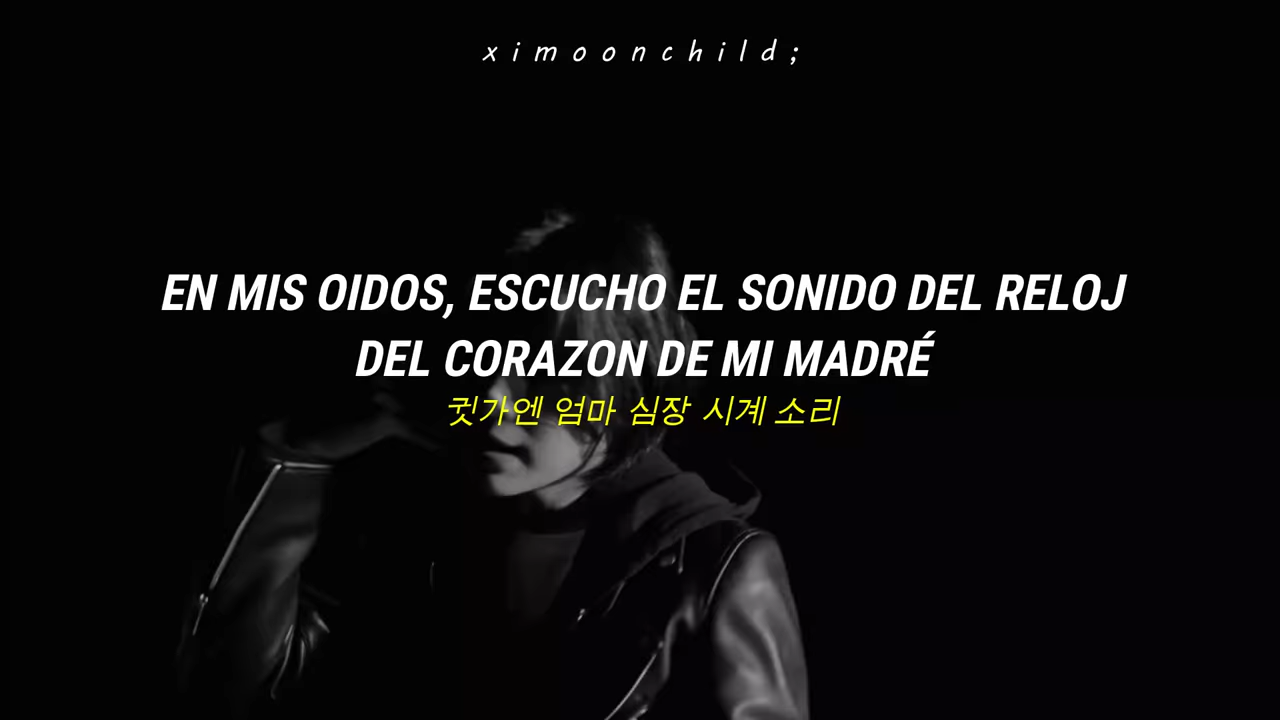 ximoonchild;
EN MIS OIDOS, ESCUCHO EL SONIDO DEL RELOJ
DEL CORAZON DE MI MADRÉ
귓가엔 엄마 심장 시계 소리